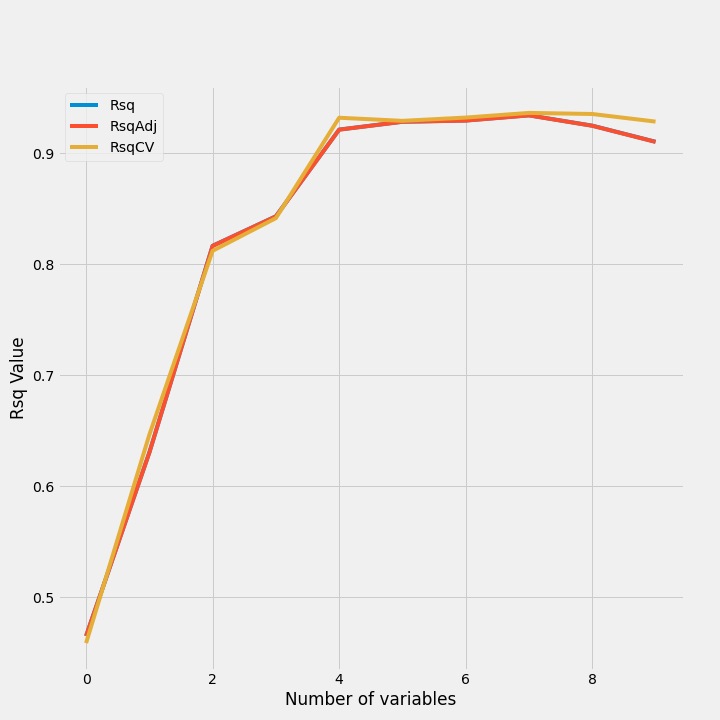 Rsq
RsqAdj
RsqCV
0.9
0.8
0.7
0.6
0.5
Rsq Value
0 2 4 6 8
Number of variables